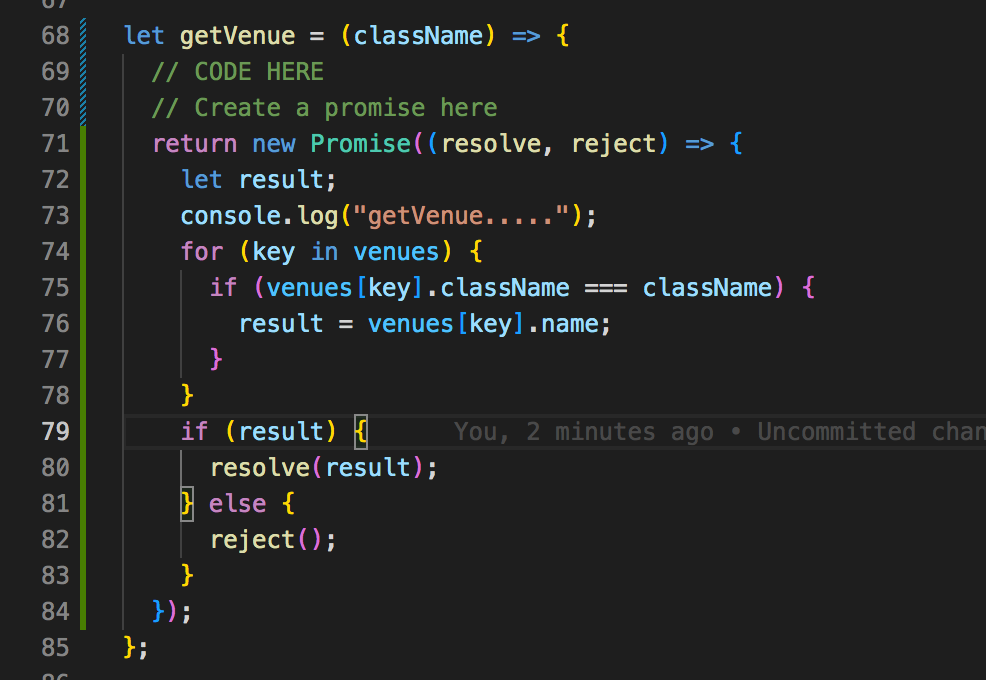 67
68 let getVenue = (className) => {
69 // CODE HERE
70 // Create a promise here
71 return new Promise((resolve, reject) => {
72 let result;
73 console.log("getVenue.....");
74 for (key in venues) {
75 if (venues[key].className === className) {
76 result = venues[key].name;
77 }
78 }
79 if (result) { You, 2 minutes ago • Uncommitted chan
80 resolve(result);
81 } else {
82 reject();
83 }
84 });
85 };
86